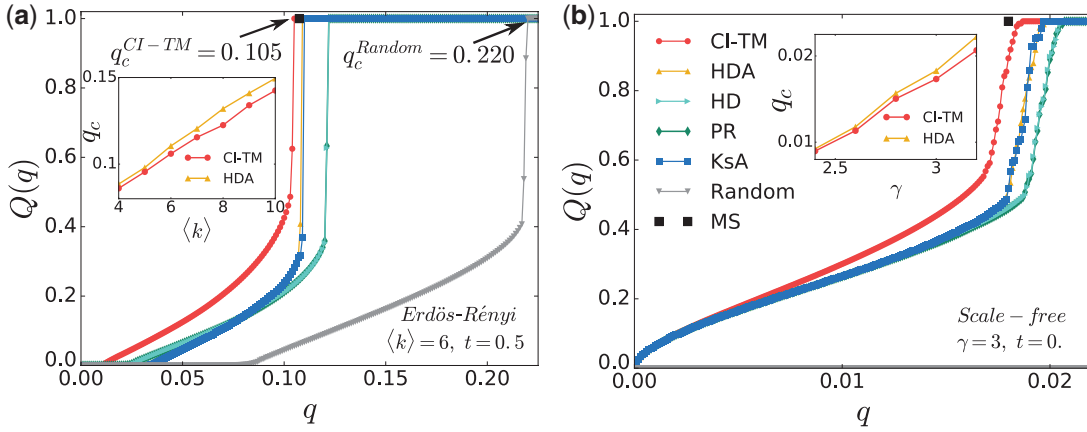 (a)
Q(q)
1.0
0.8
0.6
0.4
0.2
0.0
0.00
0.05
0.10
0.15
0.20
q
q_c^{CI-TM} = 0.105
q_c^{Random} = 0.220
q_c
0.15
0.1
4
6
8
10
⟨k⟩
CI-TM
HDA
Erdös-Rényi
⟨k⟩ = 6, t = 0.5
(b)
Q(q)
1.0
0.8
0.6
0.4
0.2
0.0
0.00
0.01
0.02
q
CI-TM
HDA
HD
PR
KsA
Random
MS
q_c
0.02
0.01
2.5
3
γ
CI-TM
HDA
Scale-free
γ = 3, t = 0.